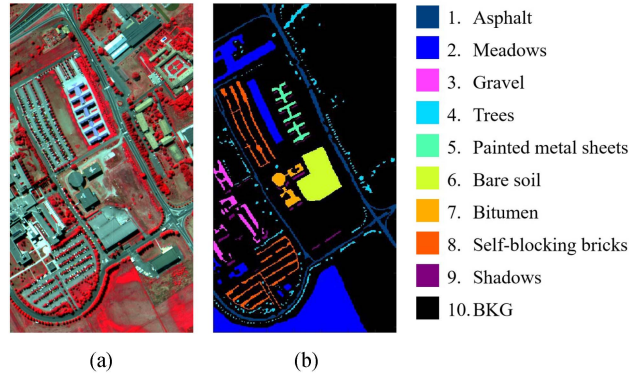 1. Asphalt
2. Meadows
3. Gravel
4. Trees
5. Painted metal sheets
6. Bare soil
7. Bitumen
8. Self-blocking bricks
9. Shadows
10. BKG
(a)
(b)